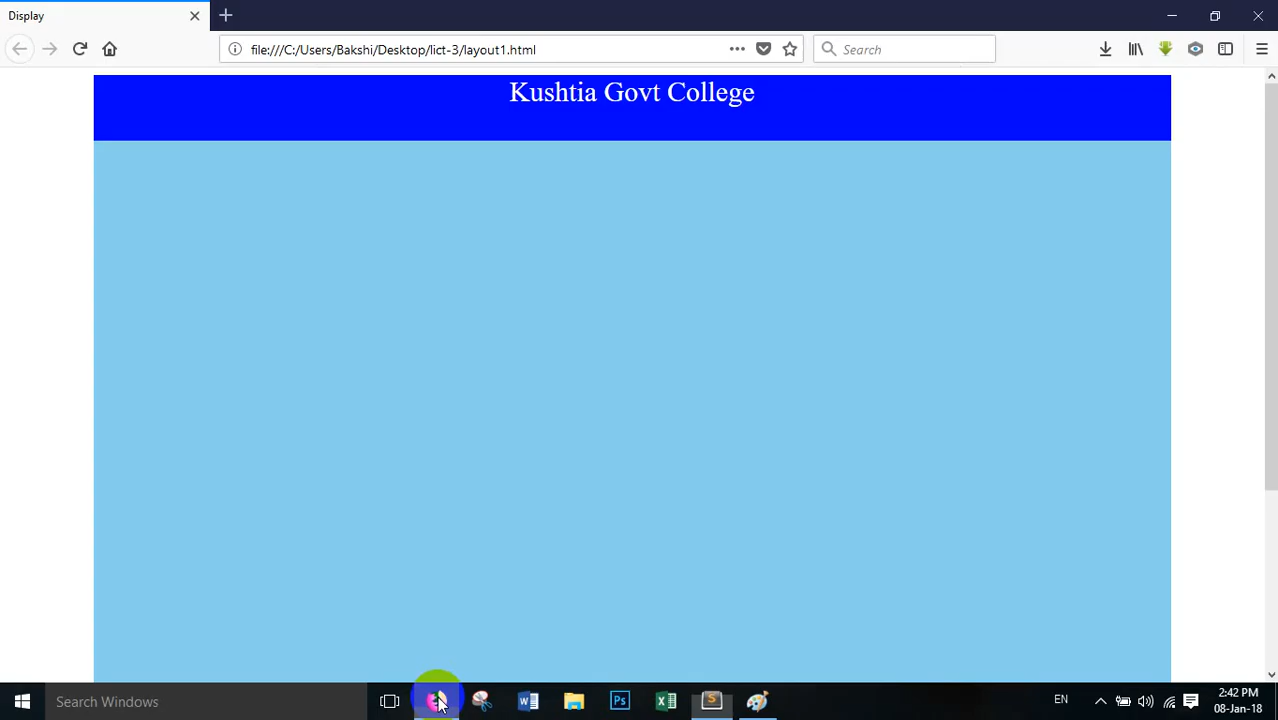 Display
file:///C:/Users/Bakshi/Desktop/lict-3/layout1.html
Search
Kushtia Govt College
Search Windows
EN
2:42 PM
08-Jan-18